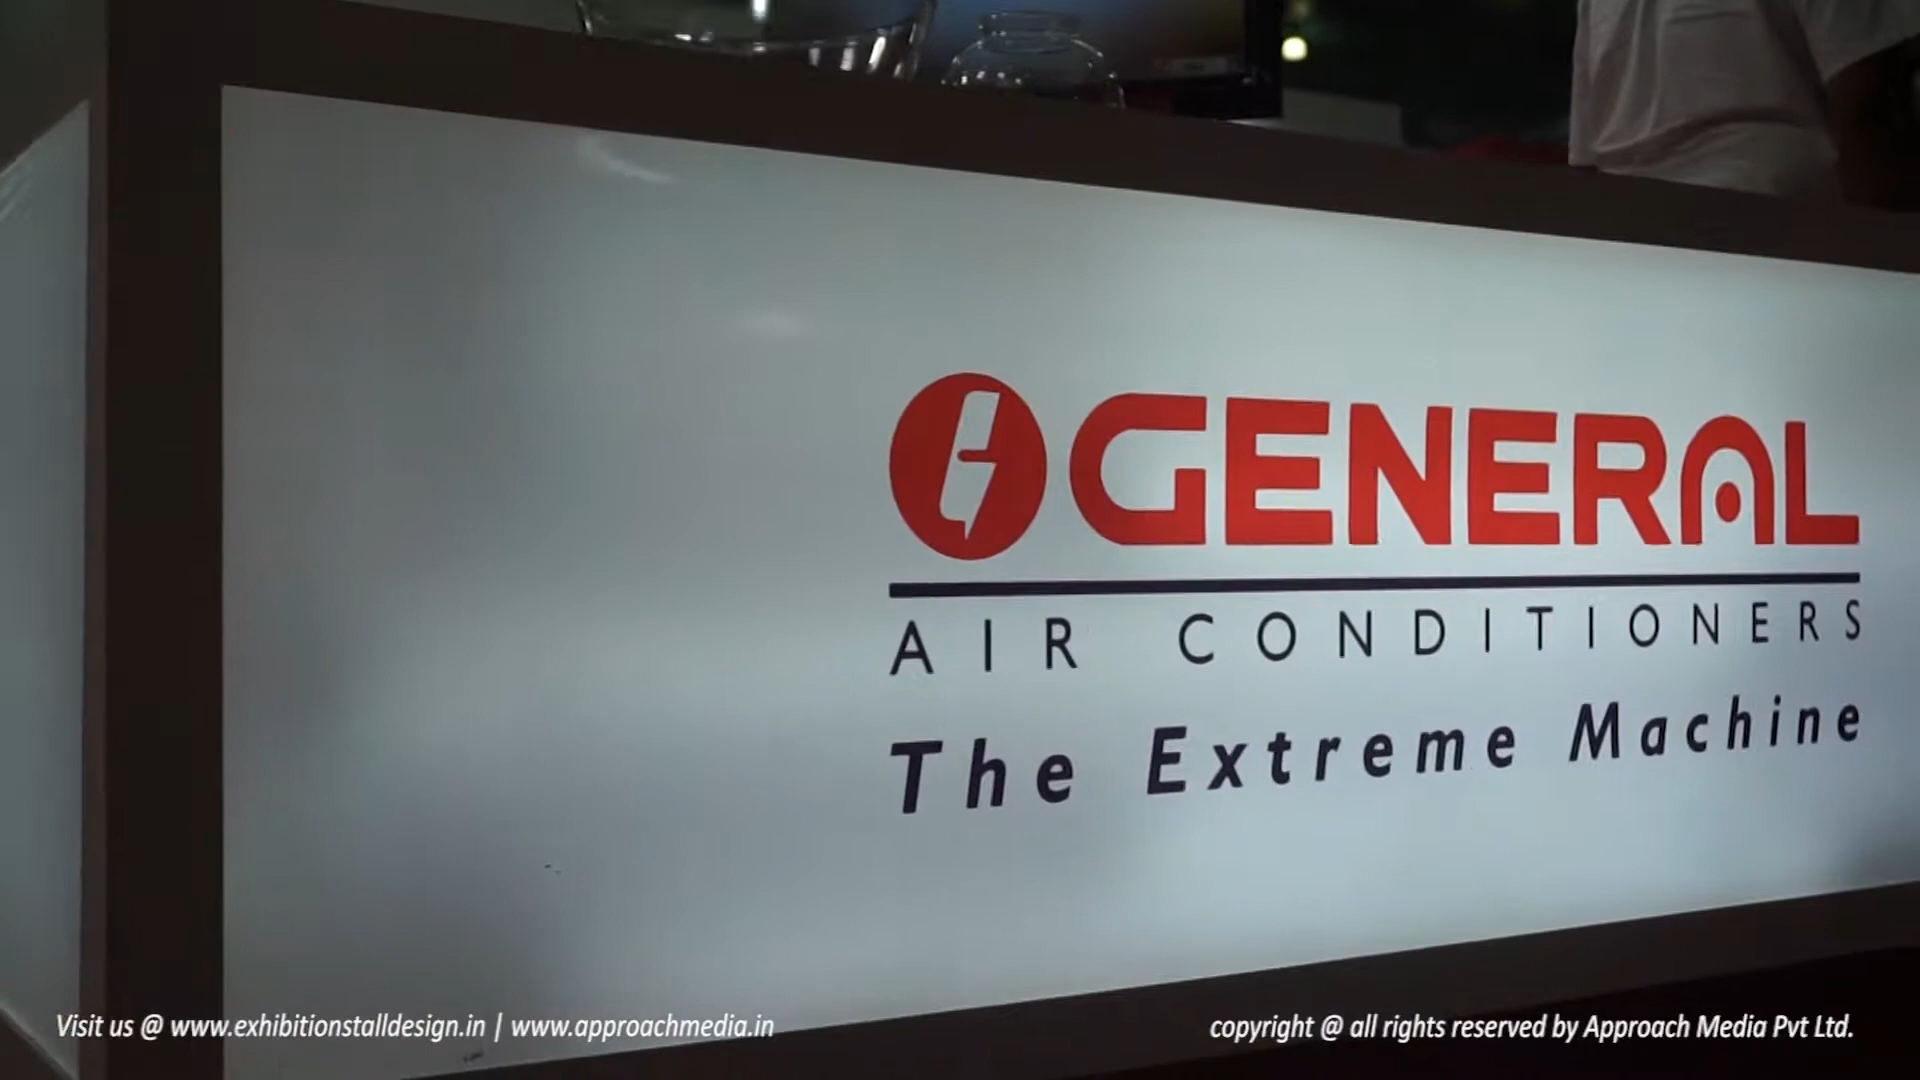 GENERAL
AIR CONDITIONERS
The Extreme Machine
Visit us @ www.exhibitionstalldesign.in | www.approachmedia.in
copyright @ all rights reserved by Approach Media Pvt Ltd.